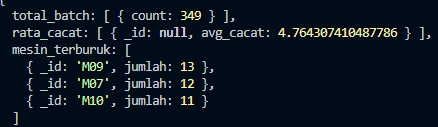 {
total_batch: [ { count: 349 } ],
rata_cacat: [ { _id: null, avg_cacat: 4.764307410487786 } ],
mesin_terburuk: [
{ _id: 'M09', jumlah: 13 },
{ _id: 'M07', jumlah: 12 },
{ _id: 'M10', jumlah: 11 }
]